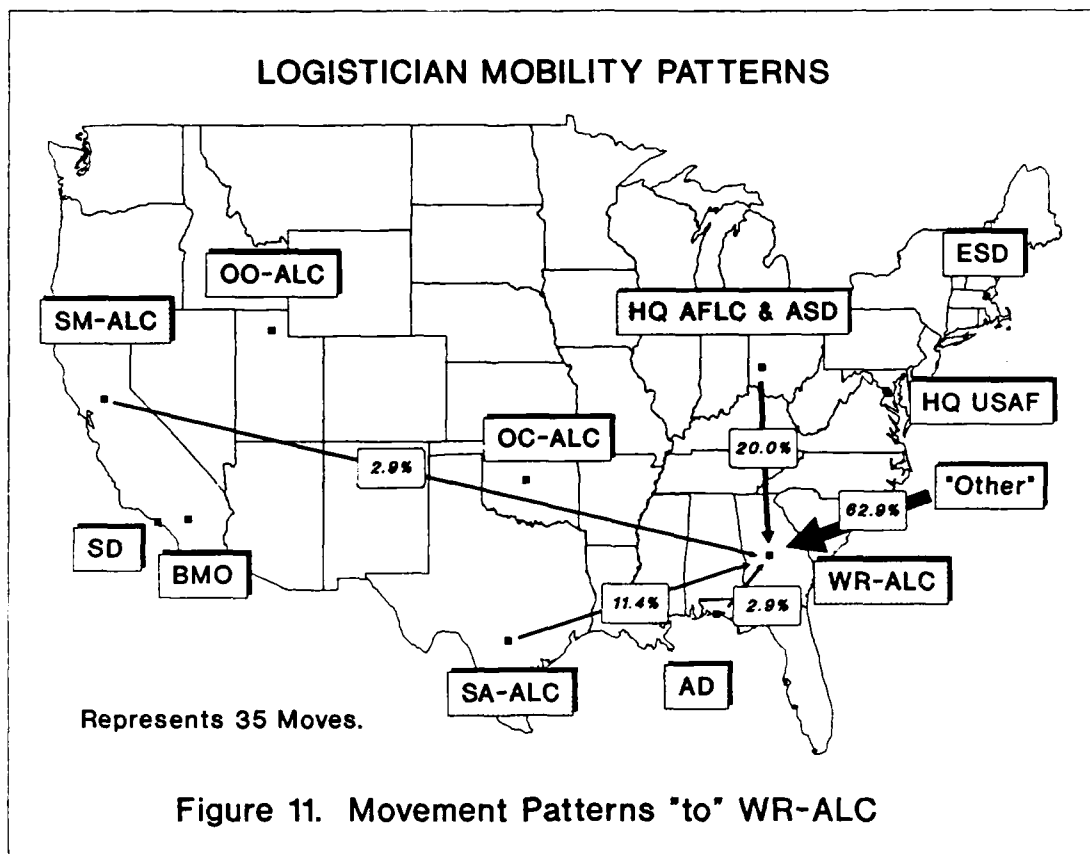 LOGISTICIAN MOBILITY PATTERNS
ESD
OO-ALC
HQ AFLC & ASD
SM-ALC
HQ USAF
OC-ALC
20.0%
2.9%
"Other"
62.9%
SD
BMO
WR-ALC
11.4%
2.9%
SA-ALC
AD
Represents 35 Moves.
Figure 11. Movement Patterns "to" WR-ALC